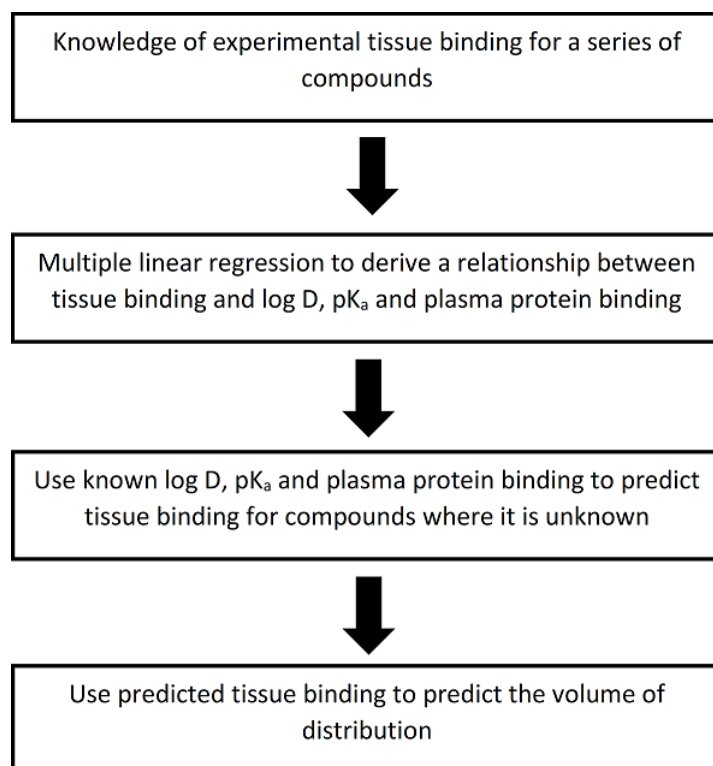 Knowledge of experimental tissue binding for a series of
compounds
Multiple linear regression to derive a relationship between
tissue binding and log D, pKₐ and plasma protein binding
Use known log D, pKₐ and plasma protein binding to predict
tissue binding for compounds where it is unknown
Use predicted tissue binding to predict the volume of
distribution